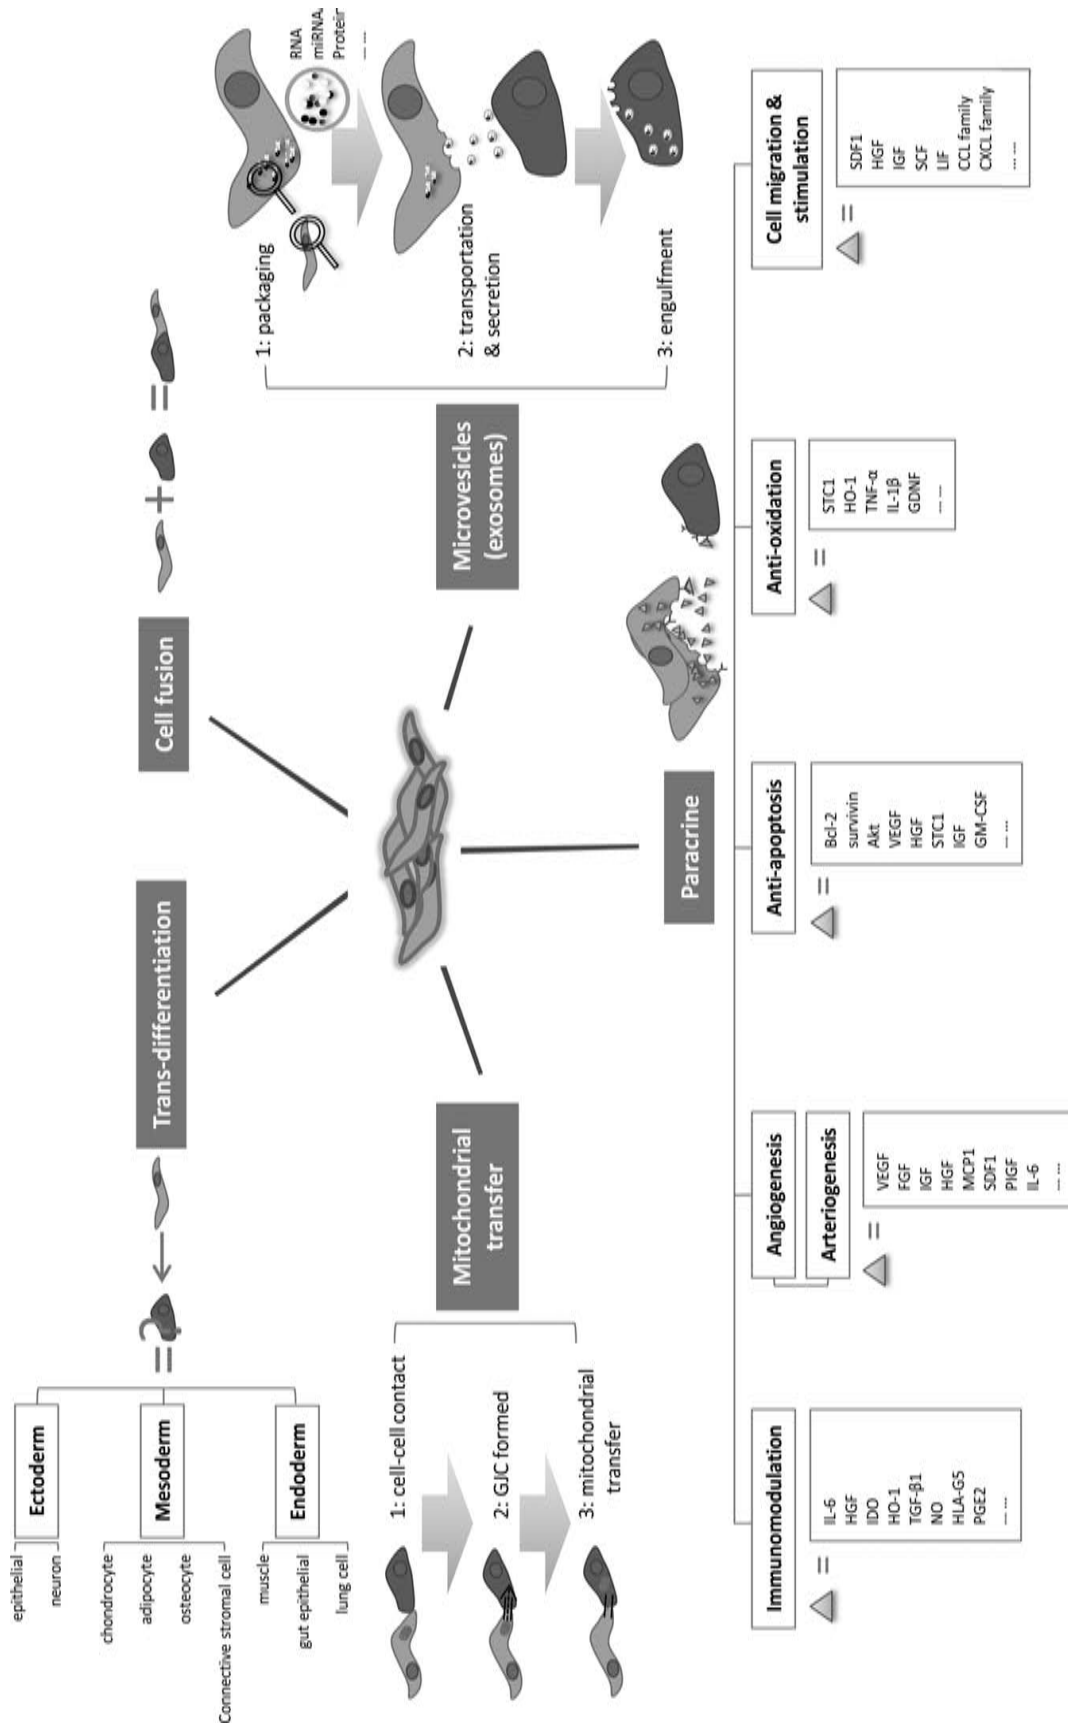 epithelial
neuron
Ectoderm
chondrocyte
adipocyte
osteocyte
Connective stromal cell
Mesoderm
muscle
gut epithelial
lung cell
Endoderm
=?
Trans-differentiation
Cell fusion
+
=
1: cell-cell contact
2: GJC formed
3: mitochondrial
transfer
Mitochondrial
transfer
Microvesicles
(exosomes)
1: packaging
RNA
miRNA
Protein
... ...
2: transportation
& secretion
3: engulfment
Paracrine
Immunomodulation
=
IL-6
HGF
IDO
HO-1
TGF-β1
NO
HLA-G5
PGE2
... ...
Angiogenesis
Arteriogenesis
=
VEGF
FGF
IGF
HGF
MCP1
SDF1
PIGF
IL-6
... ...
Anti-apoptosis
=
Bcl-2
survivin
Akt
VEGF
HGF
STC1
IGF
GM-CSF
... ...
Anti-oxidation
=
STC1
HO-1
TNF-α
IL-1β
GDNF
... ...
Cell migration &
stimulation
=
SDF1
HGF
IGF
SCF
LIF
CCL family
CXCL family
... ...